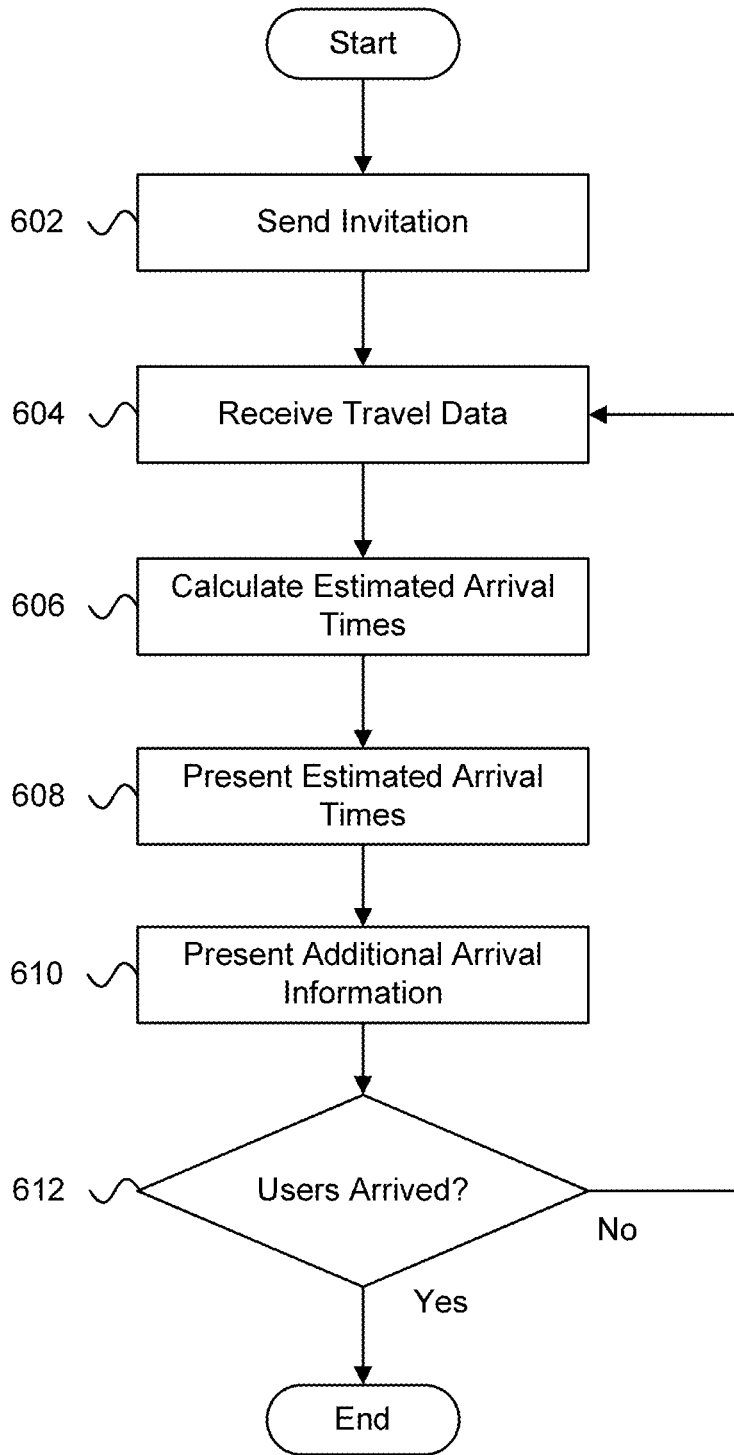 Start
602
Send Invitation
604
Receive Travel Data
606
Calculate Estimated Arrival
Times
608
Present Estimated Arrival
Times
610
Present Additional Arrival
Information
612
Users Arrived?
No
Yes
End